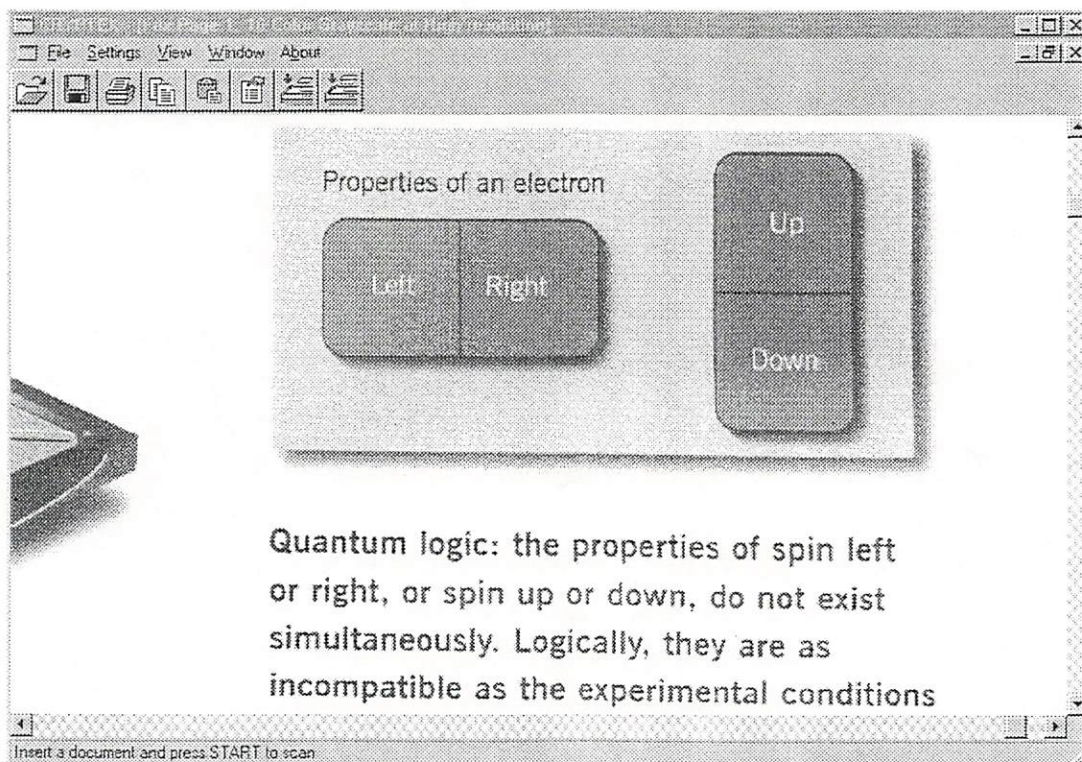 File Settings View Window About
Properties of an electron
Left Right
Up
Down
Quantum logic: the properties of spin left
or right, or spin up or down, do not exist
simultaneously. Logically, they are as
incompatible as the experimental conditions
Insert a document and press START to scan